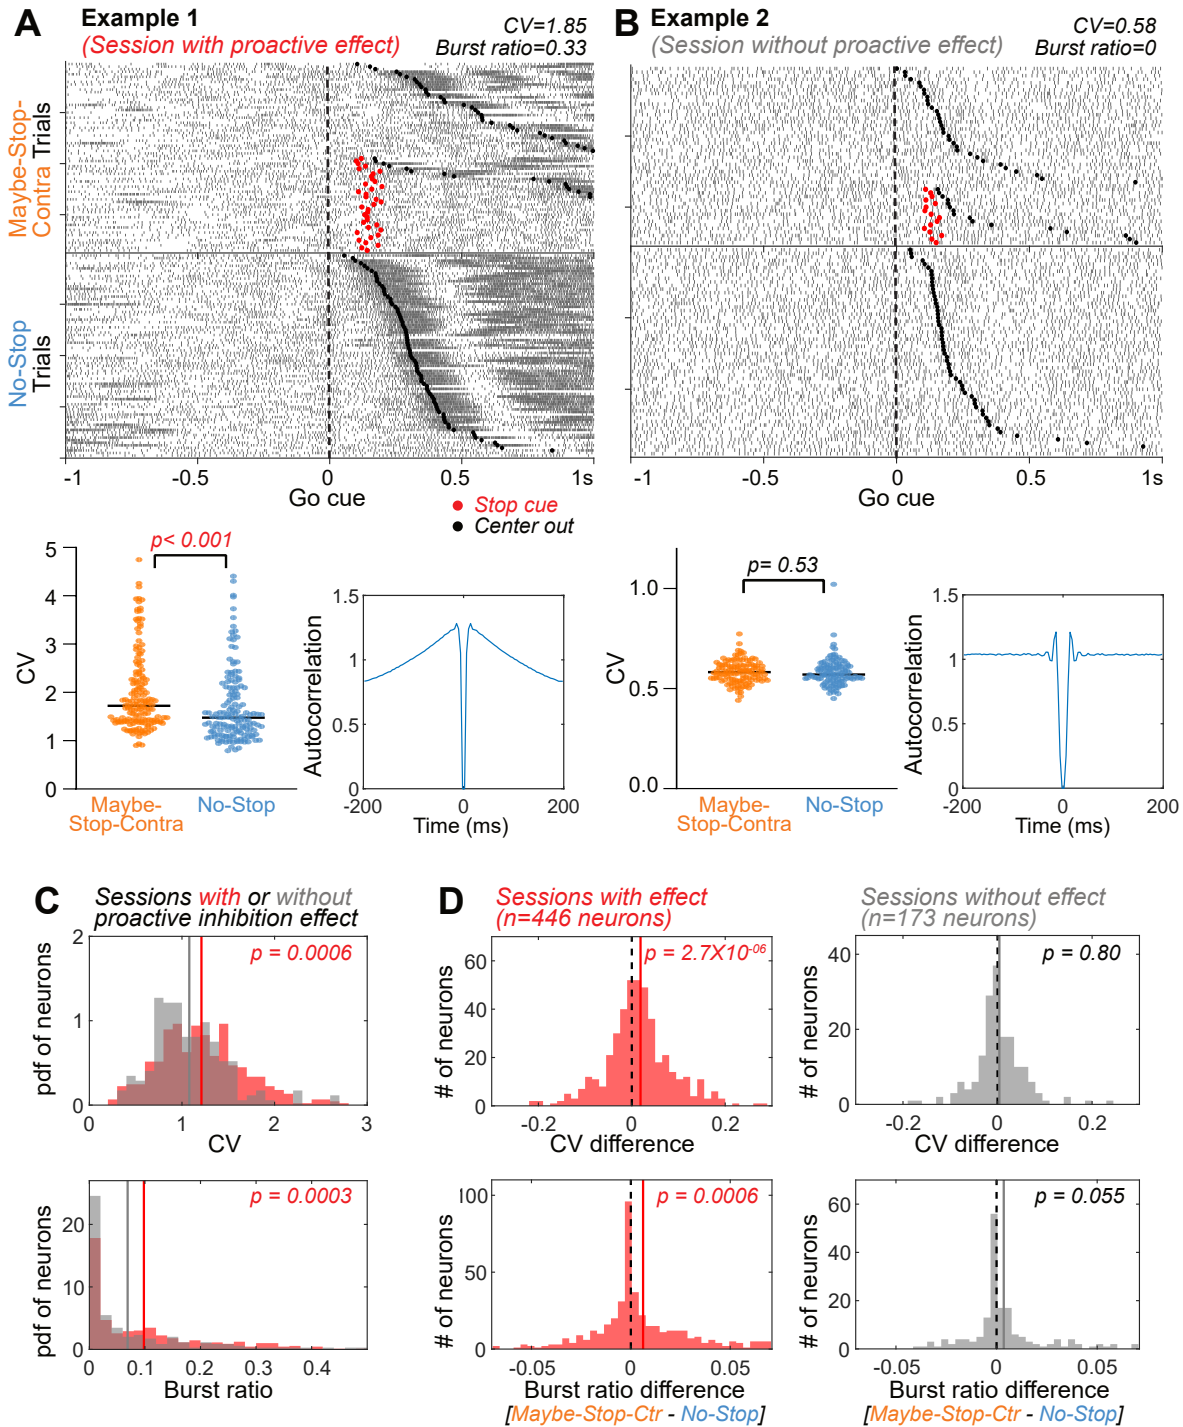 A
Example 1
(Session with proactive effect)
CV=1.85
Burst ratio=0.33
Maybe-Stop-
Contra Trials
No-Stop
Trials
-1
-0.5
0
0.5
1s
Go cue
Stop cue
Center out
B
Example 2
(Session without proactive effect)
CV=0.58
Burst ratio=0
-1
-0.5
0
0.5
1s
Go cue
p< 0.001
CV
5
4
3
2
1
0
Maybe-
Stop-Contra
No-Stop
Autocorrelation
1.5
1
0.5
0
-200
0
200
Time (ms)
p= 0.53
CV
1.0
0.5
0.0
Maybe-
Stop-Contra
No-Stop
Autocorrelation
1.5
1
0.5
0
-200
0
200
Time (ms)
C
Sessions with or without
proactive inhibition effect
p = 0.0006
pdf of neurons
2
1
0
0
1
2
3
CV
p = 0.0003
pdf of neurons
20
10
0
0
0.1
0.2
0.3
0.4
Burst ratio
D
Sessions with effect
(n=446 neurons)
p = 2.7X10-06
# of neurons
60
40
20
0
-0.2
0
0.2
CV difference
Sessions without effect
(n=173 neurons)
p = 0.80
# of neurons
40
20
0
-0.2
0
0.2
CV difference
p = 0.0006
# of neurons
100
50
0
-0.05
0
0.05
Burst ratio difference
[Maybe-Stop-Ctr - No-Stop]
p = 0.055
# of neurons
60
40
20
0
-0.05
0
0.05
Burst ratio difference
[Maybe-Stop-Ctr - No-Stop]